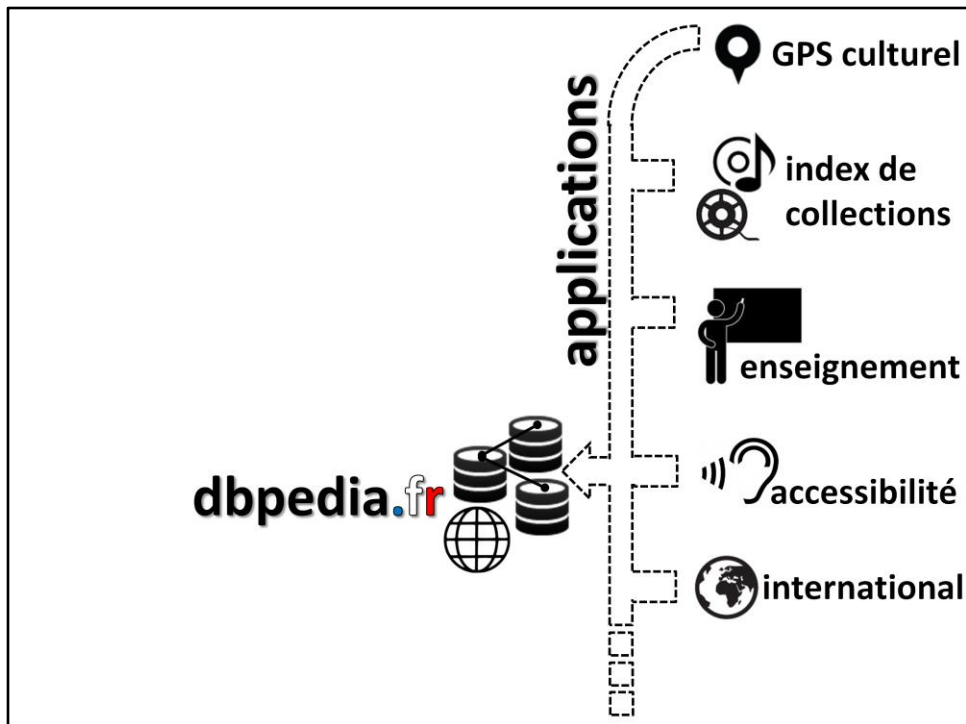 GPS culturel
applications
index de
collections
enseignement
accessibilité
dbpedia.fr
international